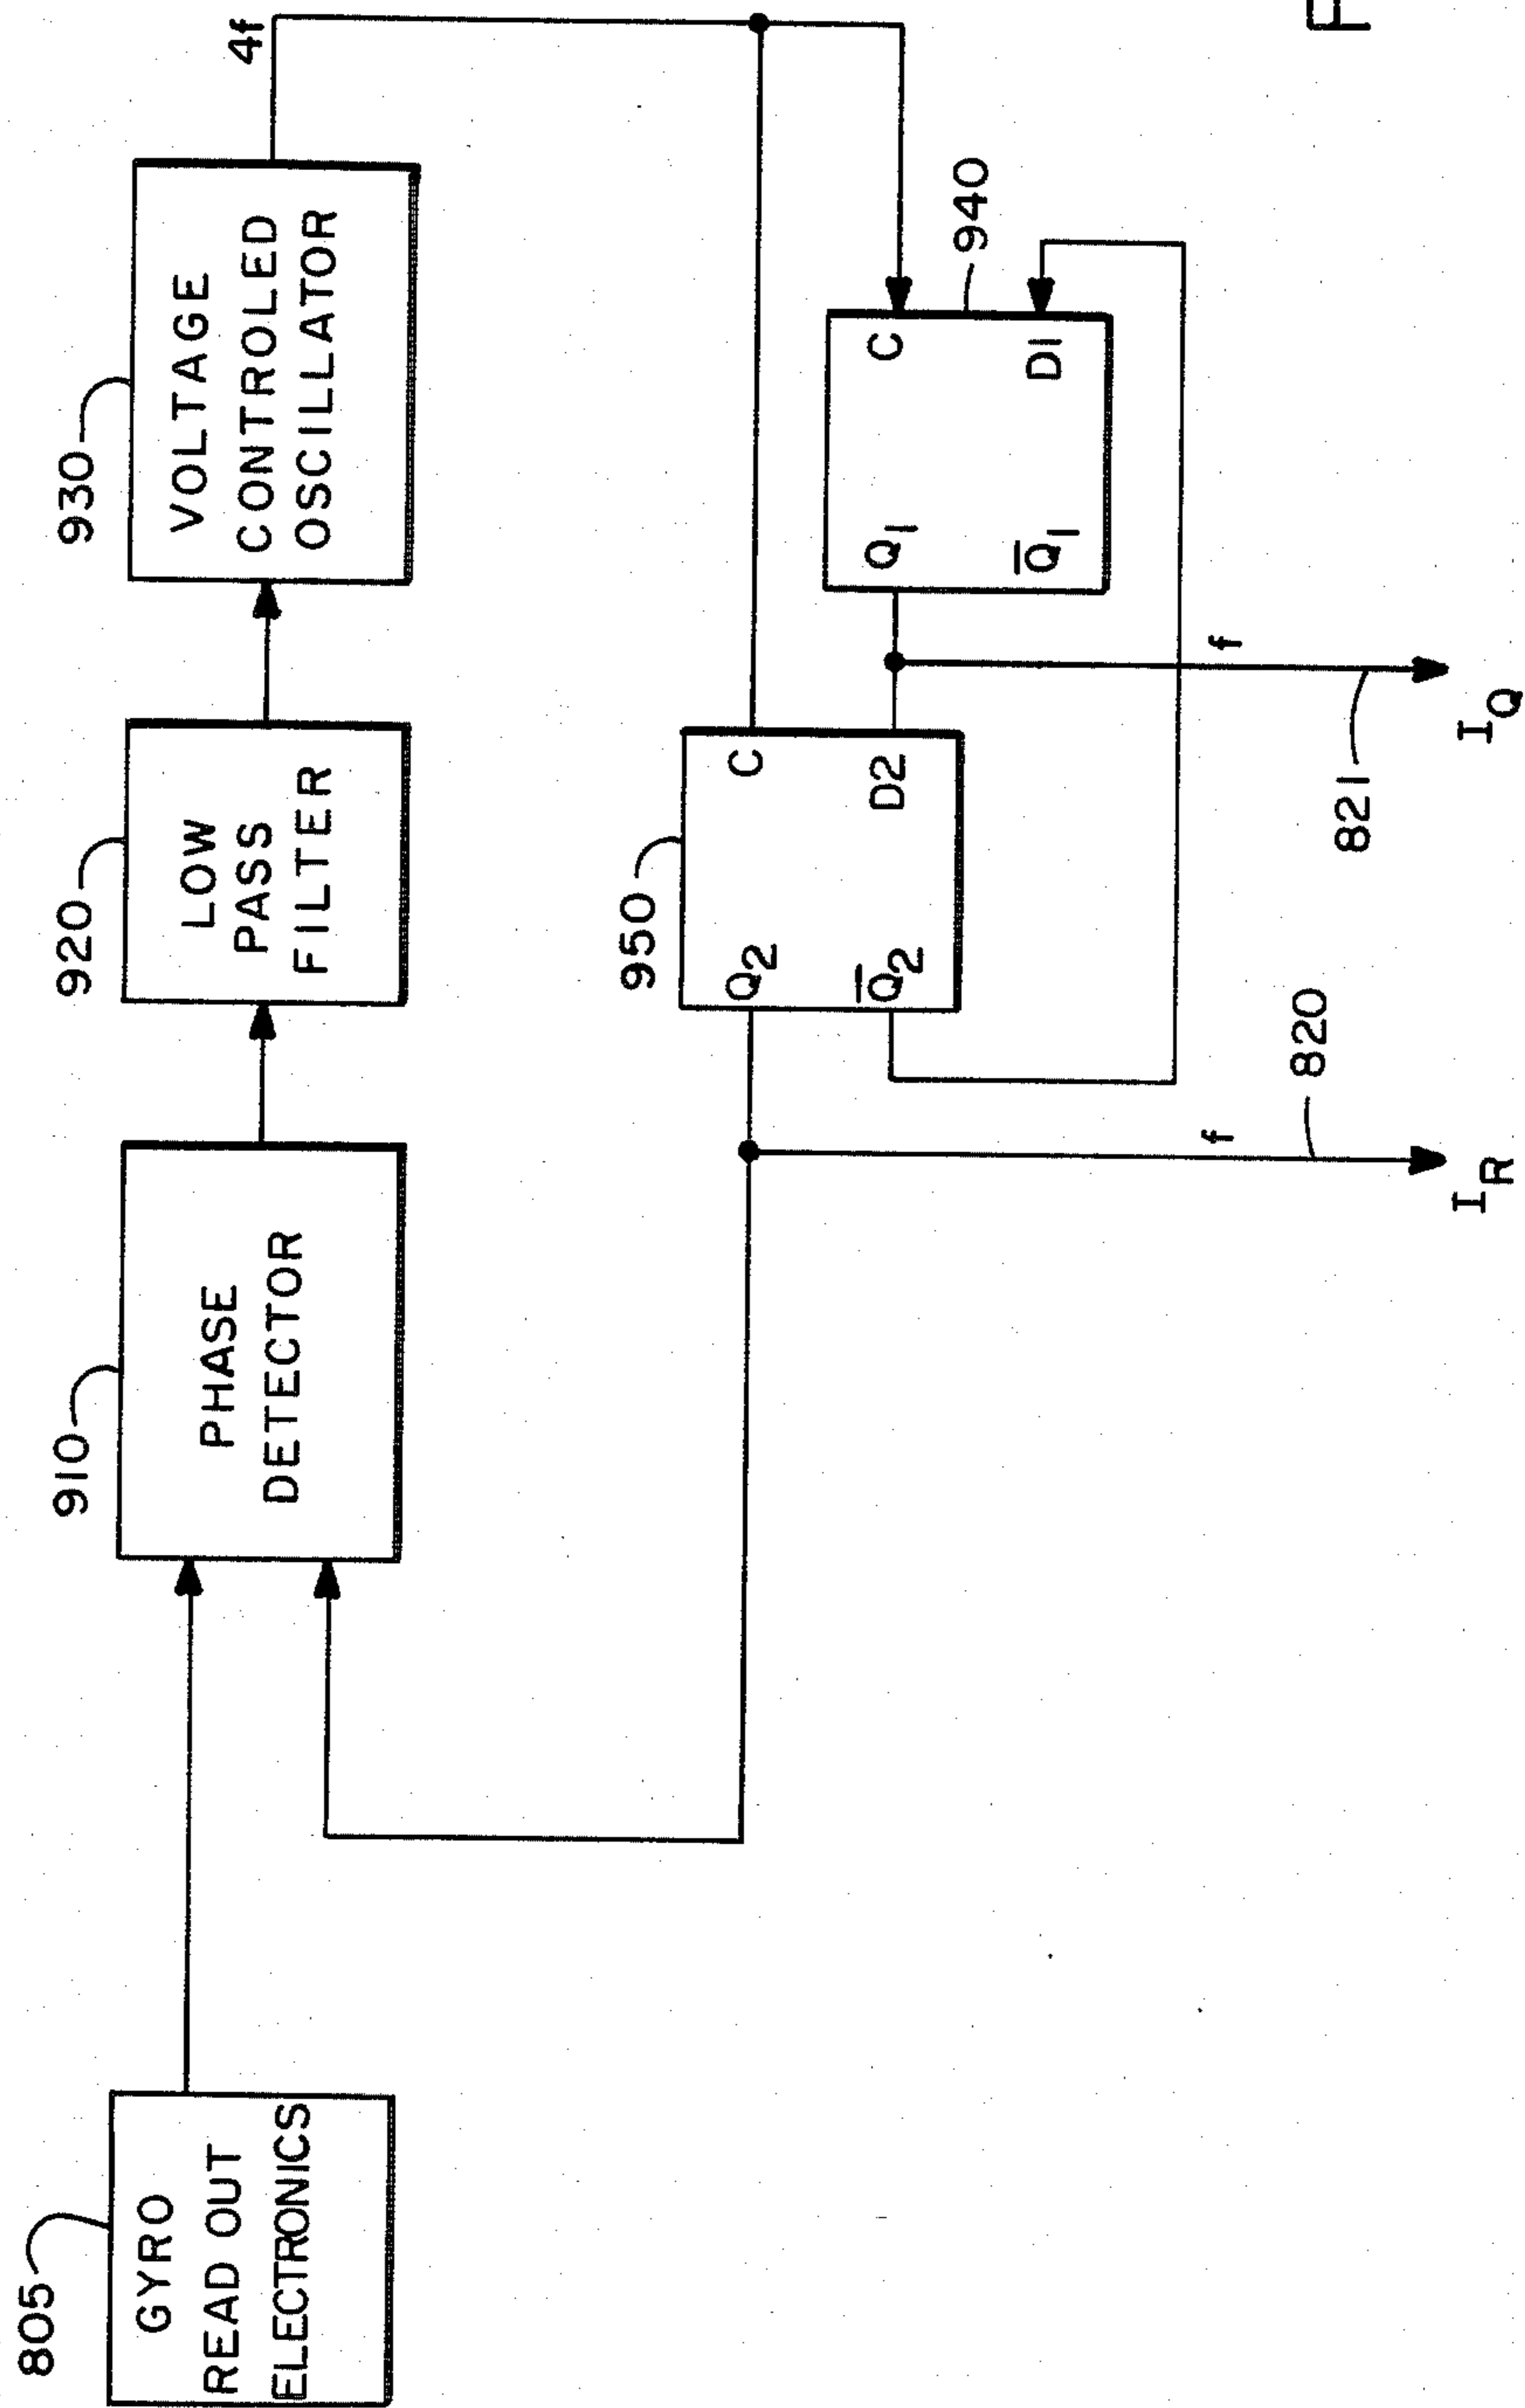 805
GYRO
READ OUT
ELECTRONICS
910
PHASE
DETECTOR
920
LOW
PASS
FILTER
930
VOLTAGE
CONTROLED
OSCILLATOR
4f
950
Q2
C
Q̅2
D2
940
Q1
C
Q̅1
D1
f
820
IR
f
821
IQ
F